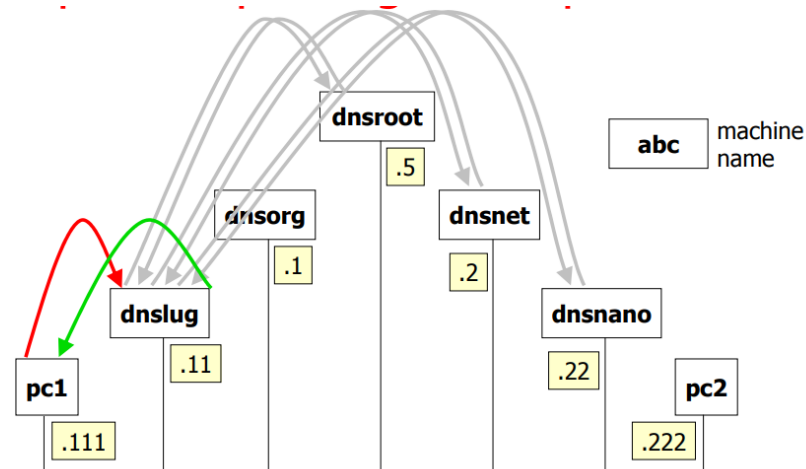 dnsroot
abc
machine
name
.5
dnsorg
dnsnet
.1
.2
dnslug
dnsnano
.11
.22
pc1
pc2
.111
.222